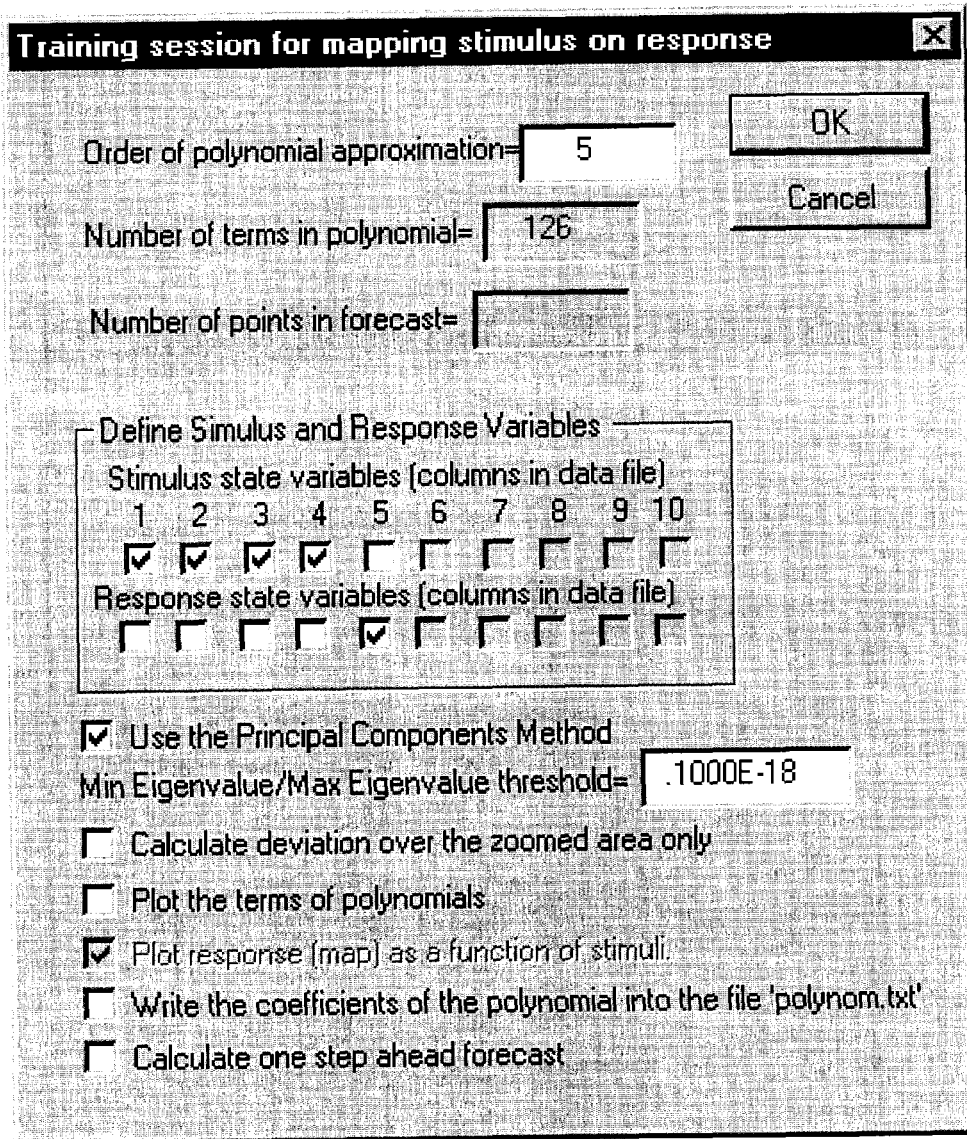 Training session for mapping stimulus on response
OK
Order of polynomial approximation= 5
Cancel
Number of terms in polynomial= 126
Number of points in forecast=
Define Simulus and Response Variables
Stimulus state variables (columns in data file)
1 2 3 4 5 6 7 8 9 10
Response state variables (columns in data file)
Use the Principal Components Method
Min Eigenvalue/Max Eigenvalue threshold= .1000E-18
Calculate deviation over the zoomed area only
Plot the terms of polynomials
Plot response (map) as a function of stimuli.
Write the coefficients of the polynomial into the file 'polynom.txt'
Calculate one step ahead forecast